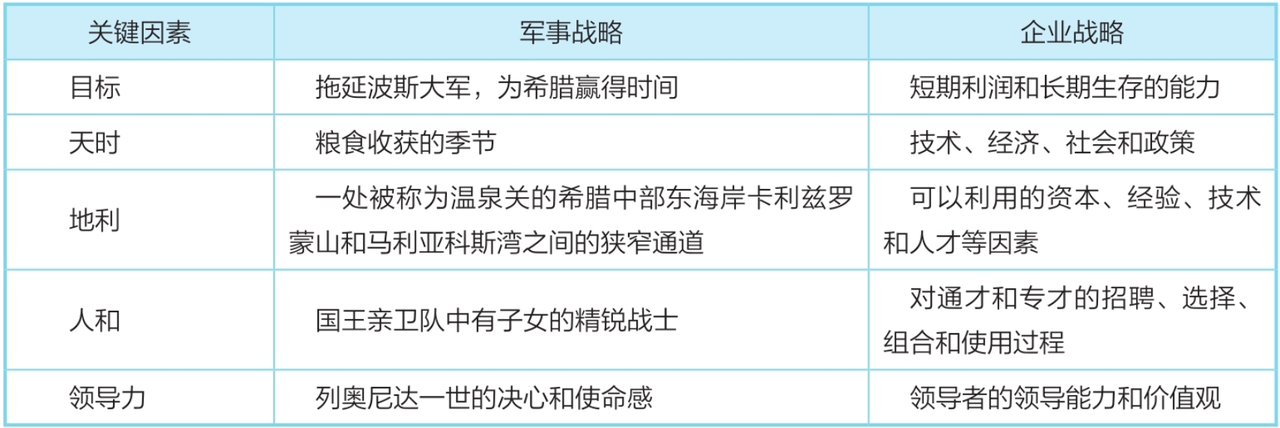 关键因素 军事战略 企业战略
目标 拖延波斯大军，为希腊赢得时间 短期利润和长期生存的能力
天时 粮食收获的季节 技术、经济、社会和政策
地利
一处被称为温泉关的希腊中部东海岸卡利兹罗
蒙山和马利亚科斯湾之间的狭窄通道
可以利用的资本、经验、技术
和人才等因素
人和 国王亲卫队中有子女的精锐战士
对通才和专才的招聘、选择、
组合和使用过程
领导力 列奥尼达一世的决心和使命感 领导者的领导能力和价值观